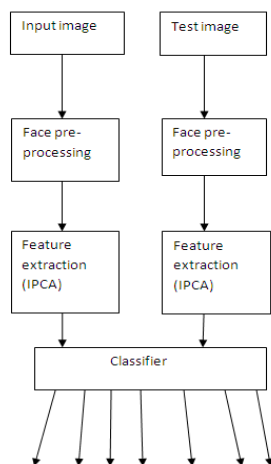 Input image
Test image
Face pre-
processing
Face pre-
processing
Feature
extraction
(IPCA)
Feature
extraction
(IPCA)
Classifier